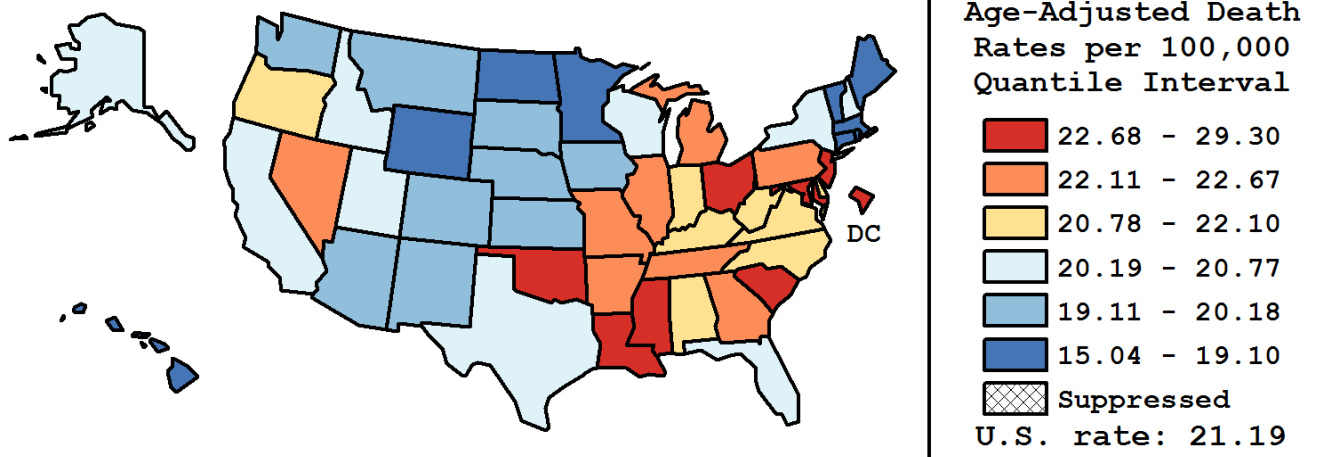 Age-Adjusted Death
Rates per 100,000
Quantile Interval
22.68 - 29.30
22.11 - 22.67
20.78 - 22.10
20.19 - 20.77
19.11 - 20.18
15.04 - 19.10
Suppressed
U.S. rate: 21.19
DC